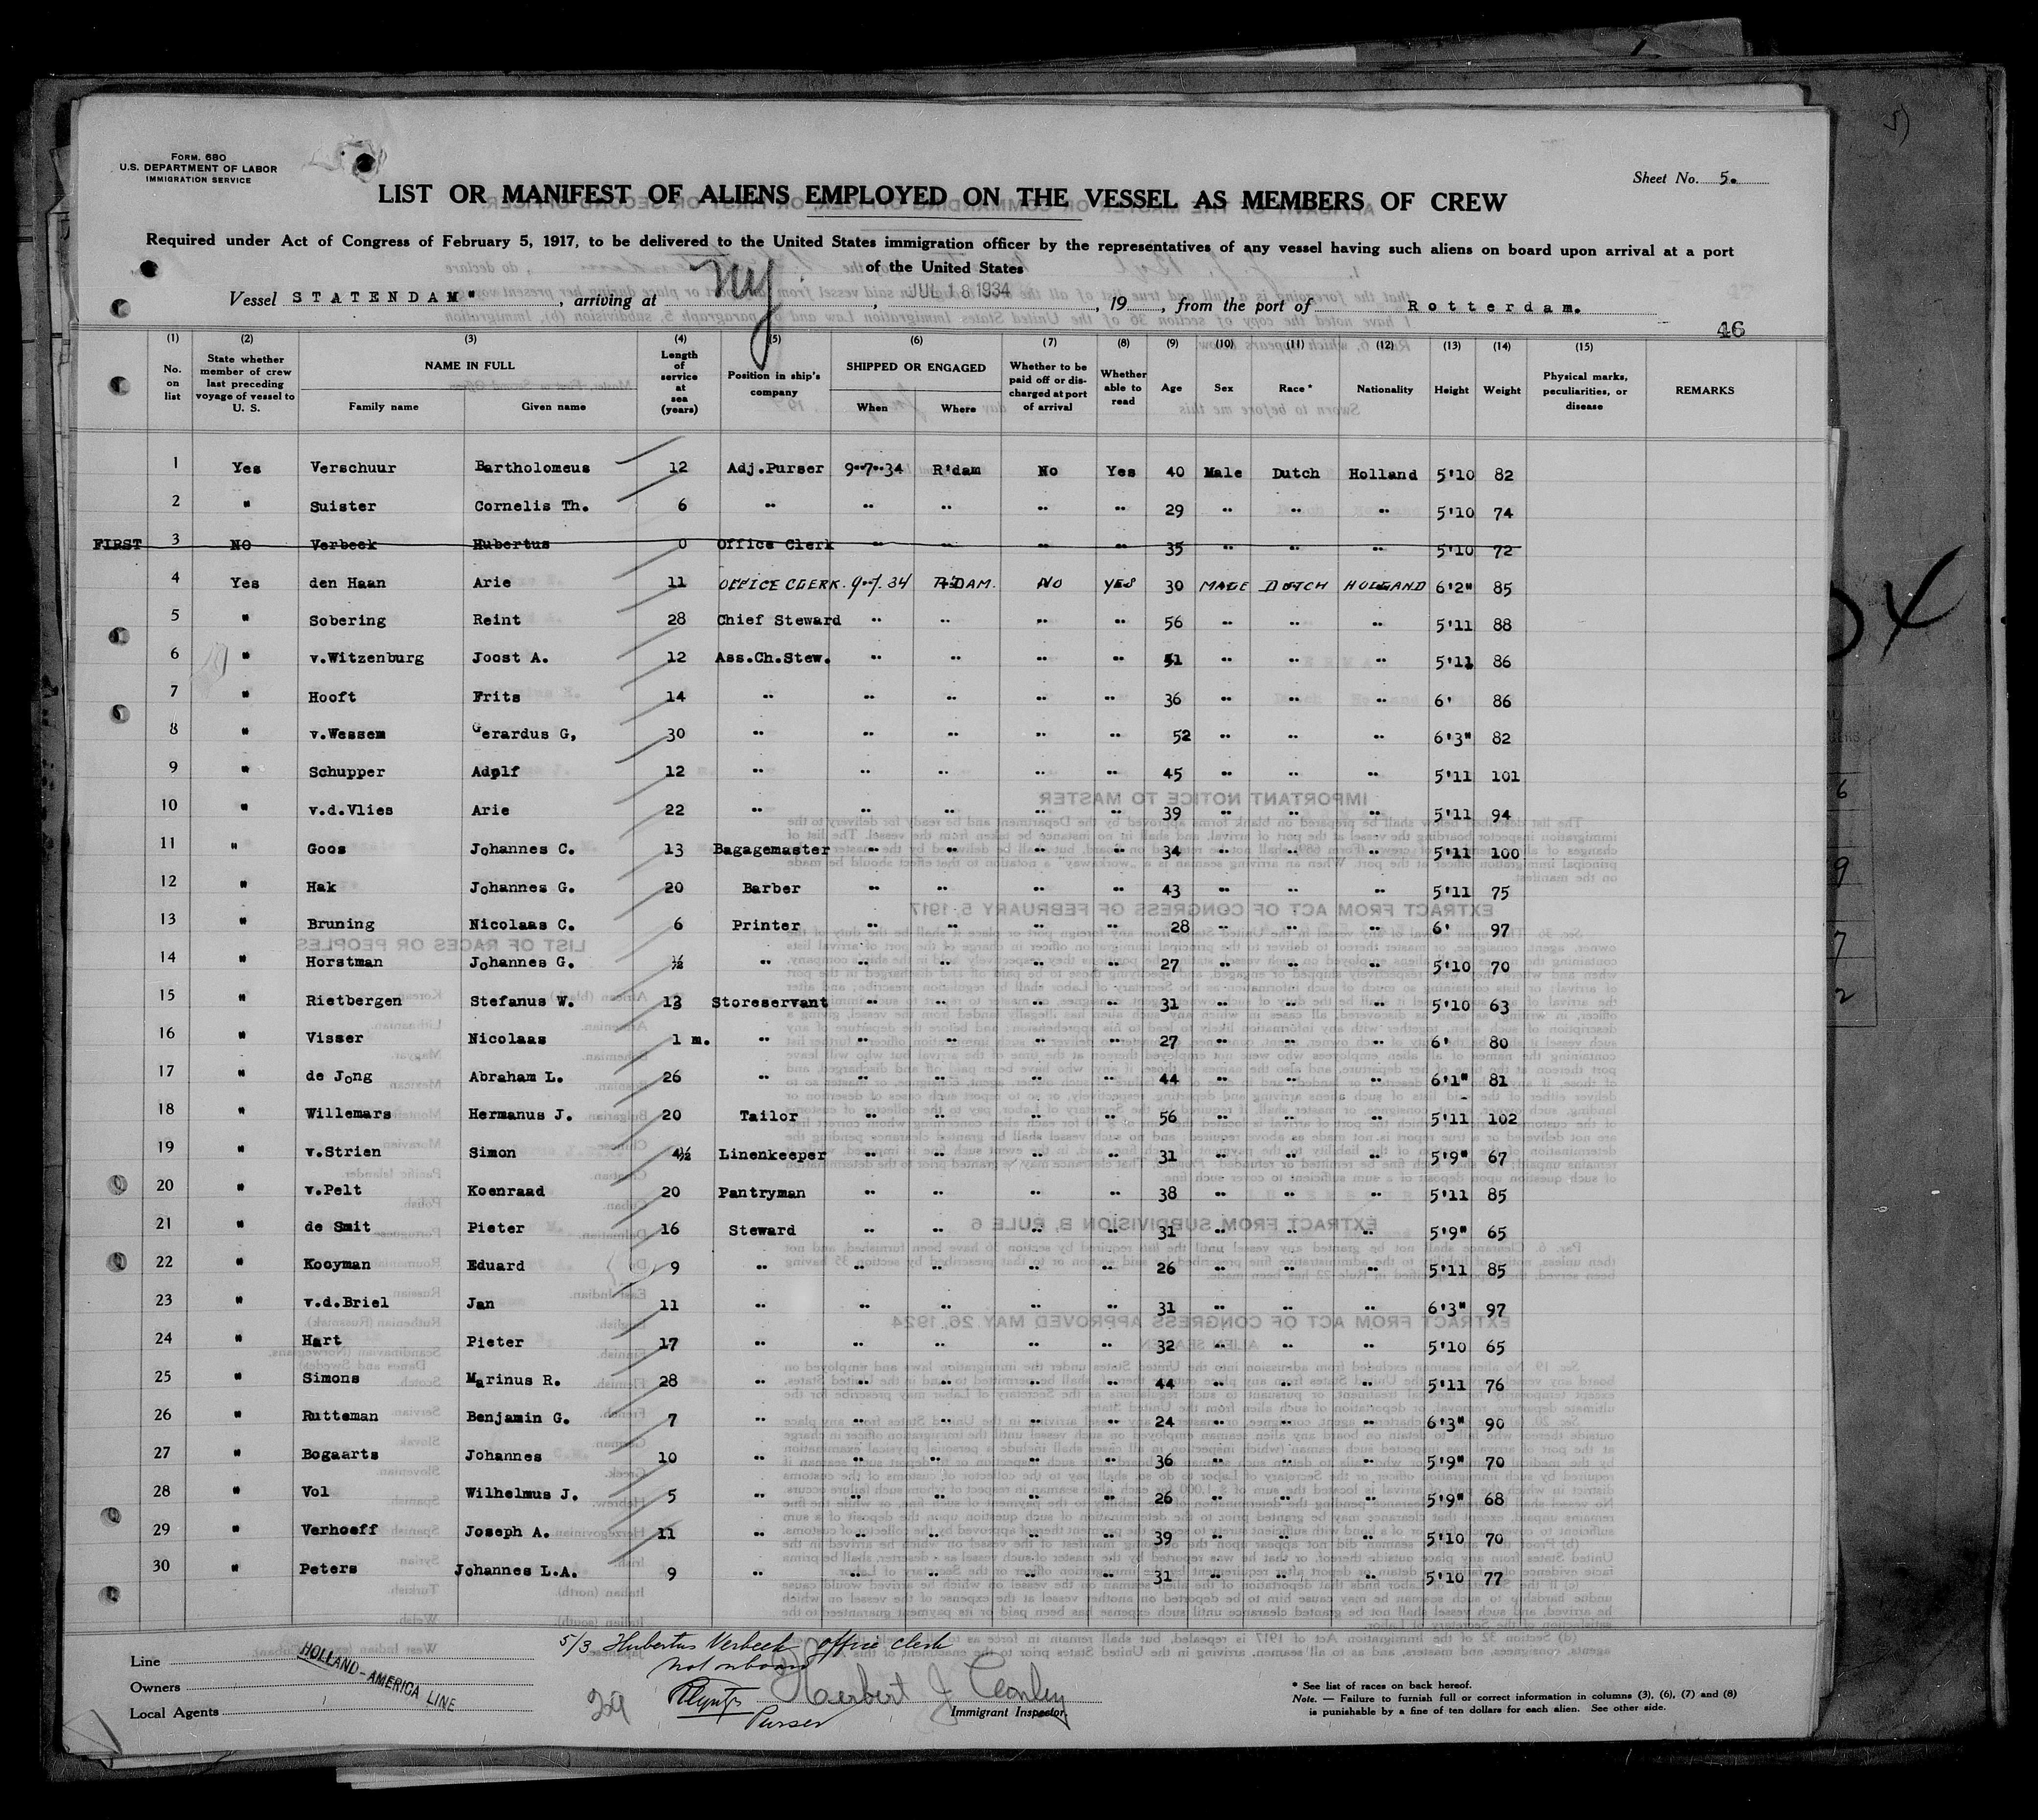 FORM. 680
U.S. DEPARTMENT OF LABOR
IMMIGRATION SERVICE
Sheet No. 5.
LIST OR MANIFEST OF ALIENS EMPLOYED ON THE VESSEL AS MEMBERS OF CREW
Required under Act of Congress of February 5, 1917, to be delivered to the United States immigration officer by the representatives of any vessel having such aliens on board upon arrival at a port
of the United States
Vessel STATENDAM", arriving at NY, JUL 18 1934, 19, from the port of Rotterdam.
46
(1) (2) (3) (4) (5) (6) (7) (8) (9) (10) (11) (12) (13) (14) (15)
No. on list State whether member of crew last preceding voyage of vessel to U. S. NAME IN FULL Family name Given name Length of service at sea (years) Position in ship's company SHIPPED OR ENGAGED When Where Whether to be paid off or discharged at port of arrival Whether able to read Age Sex Race * Nationality Height Weight Physical marks, peculiarities, or disease REMARKS
1 Yes Verschuur Bartholomeus 12 Adj.Purser 9"7"34 R'dam No Yes 40 Male Dutch Holland 5'10 82
2 " Suister Cornelis Th. 6 " " " " " 29 " " " 5'10 74
FIRST 3 NO Verbeek Hubertus 0 Office Clerk " " " " 35 " " " 5'10 72
4 Yes den Haan Arie 11 OFFICE CLERK. 9-7.34 R'DAM. NO YES 30 MALE DUTCH HOLLAND 6'2" 85
5 " Sobering Reint 28 Chief Steward " " " " 56 " " " 5'11 88
6 " v.Witzenburg Joost A. 12 Ass.Ch.Stew. " " " " 51 " " " 5'11 86
7 " Hooft Frits 14 " " " " " 36 " " " 6' 86
8 " v.Wessem Gerardus G, 30 " " " " " 52 " " " 6'3" 82
9 " Schupper Adolf 12 " " " " " 45 " " " 5'11 101
10 " v.d.Vlies Arie 22 " " " " " 39 " " " 5'11 94
11 " Goos Johannes C. 13 Bagagemaster " " " " 34 " " " 5'11 100
12 " Hak Johannes G. 20 Barber " " " " 43 " " " 5'11 75
13 " Bruning Nicolaas C. 6 Printer " " " " 28 " " " 6' 97
14 " Horstman Johannes G. ½ " " " " " 27 " " " 5'10 70
15 " Rietbergen Stefanus W. 13 Storeservant " " " " 31 " " " 5'10 63
16 " Visser Nicolaas 1 m. " " " " " 27 " " " 6' 80
17 " de Jong Abraham L. 26 " " " " " 44 " " " 6'1" 81
18 " Willemars Hermanus J. 20 Tailor " " " " 56 " " " 5'11 102
19 " v.Strien Simon 4½ Linenkeeper " " " " 31 " " " 5'9" 67
20 " v.Pelt Koenraad 20 Pantryman " " " " 38 " " " 5'11 85
21 " de Smit Pieter 16 Steward " " " " 31 " " " 5'9" 65
22 " Kooyman Eduard 9 " " " " " 26 " " " 5'11 85
23 " v.d.Briel Jan 11 " " " " " 31 " " " 6'3" 97
24 " Hart Pieter 17 " " " " " 32 " " " 5'10 65
25 " Simons Marinus R. 28 " " " " " 44 " " " 5'11 76
26 " Rutteman Benjamin G. 7 " " " " " 24 " " " 6'3" 90
27 " Bogaarts Johannes 10 " " " " " 36 " " " 5'9" 70
28 " Vol Wilhelmus J. 5 " " " " " 26 " " " 5'9" 68
29 " Verhoeff Joseph A. 11 " " " " " 39 " " " 5'10 70
30 " Peters Johannes L.A. 9 " " " " " 31 " " " 5'10 77
5/3 Hubertus Verbeek office clerk
not onboard
Line
Owners HOLLAND-AMERICA LINE
Local Agents
29
Purser
Herbert J
Immigrant Inspector.
* See list of races on back hereof.
Note. — Failure to furnish full or correct information in columns (3), (6), (7) and (8)
is punishable by a fine of ten dollars for each alien. See other side.